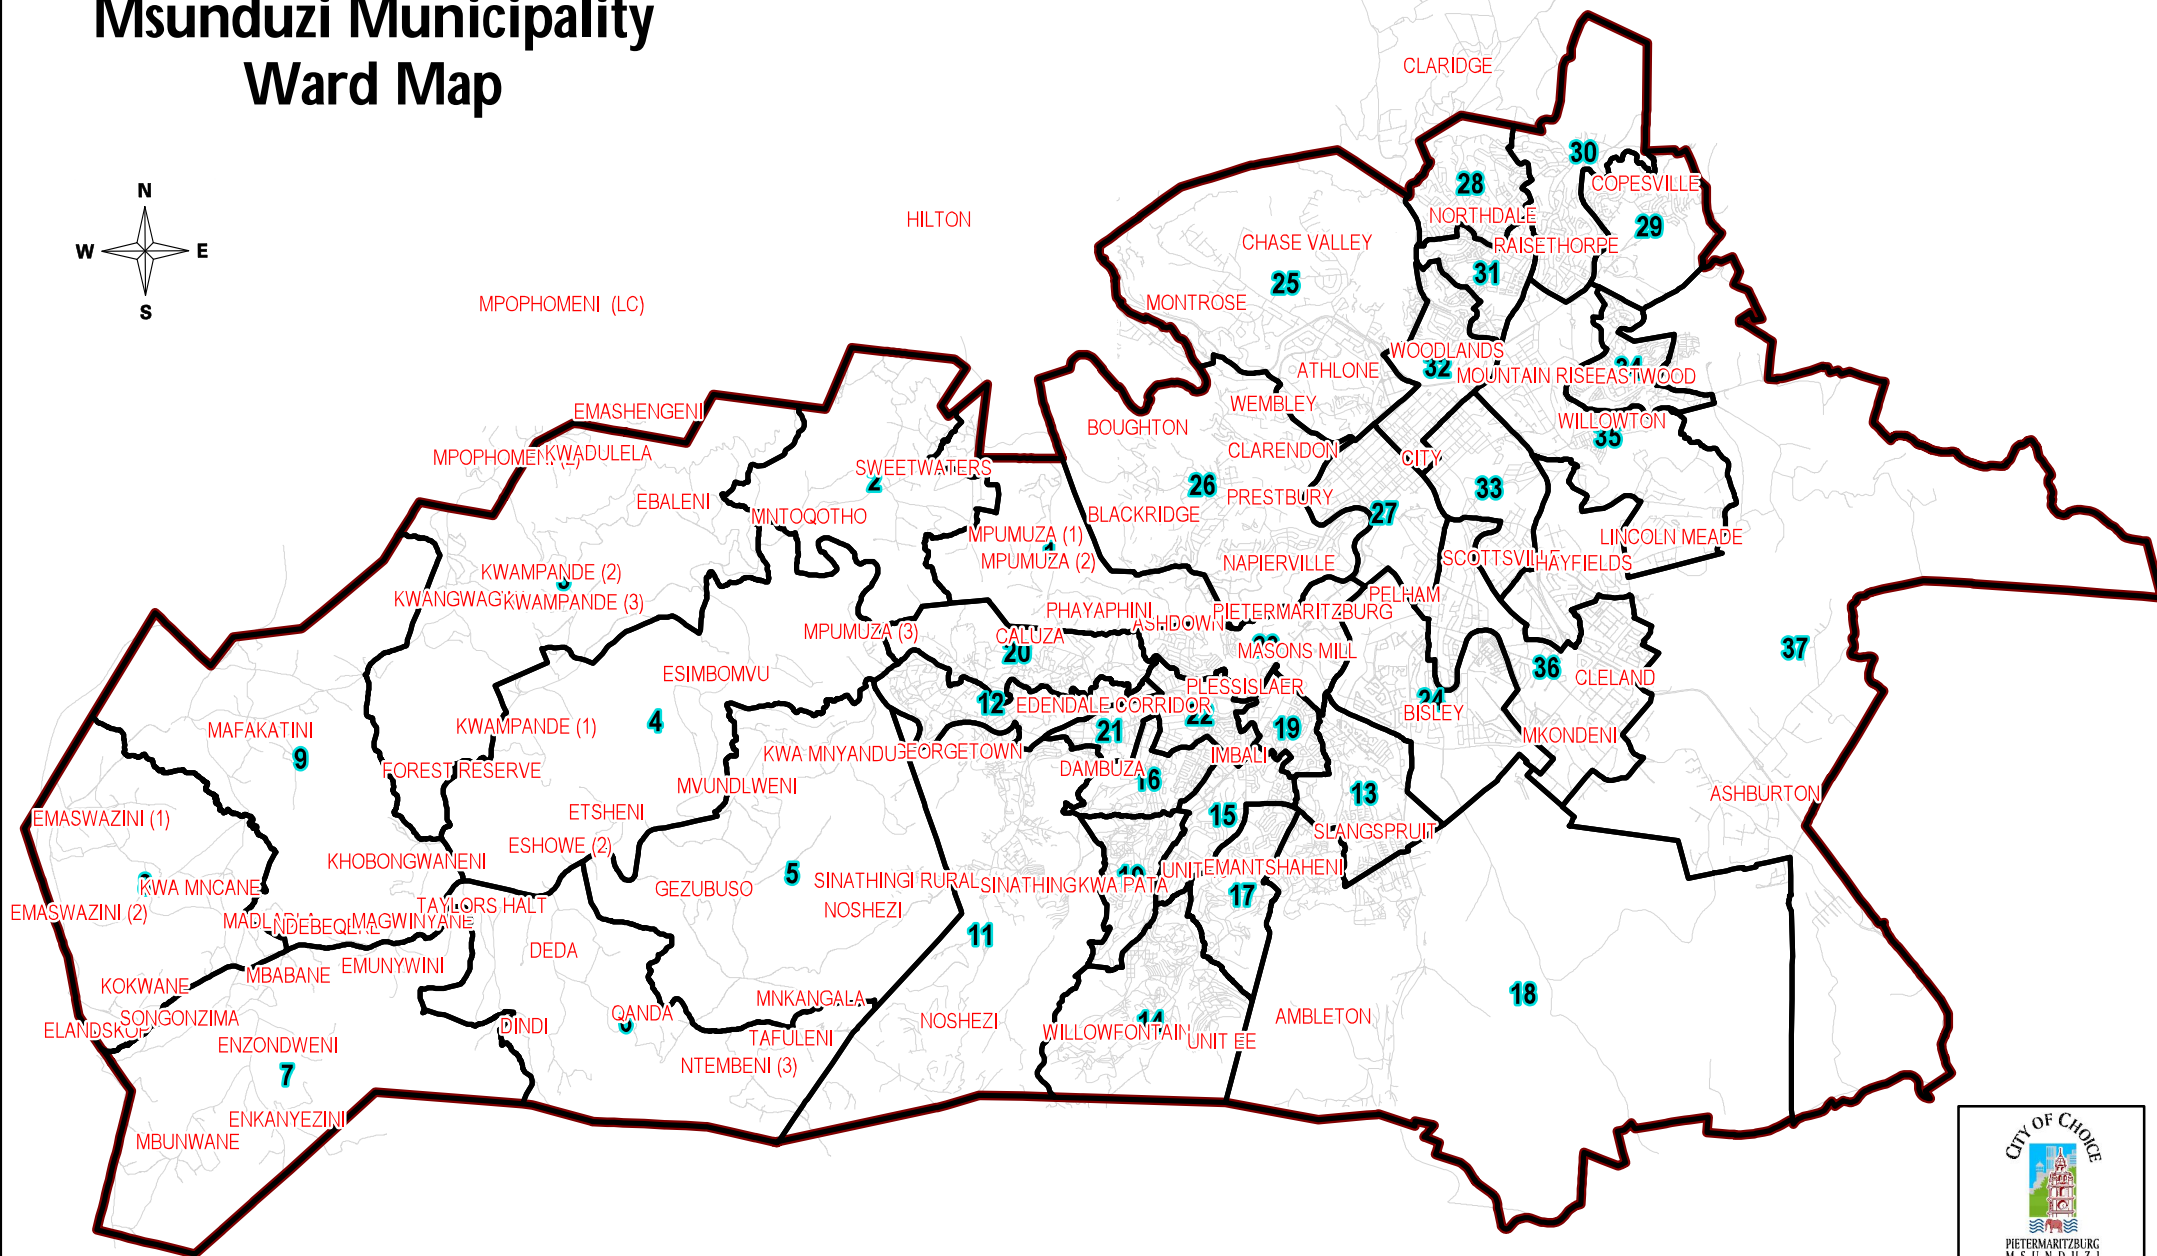 Msunduzi Municipality
Ward Map
N
W
E
S
CLARIDGE
HILTON
MPOPHOMENI (LC)
30
28
COPESVILLE
NORTHDALE
29
RAISETHORPE
CHASE VALLEY
31
25
MONTROSE
WOODLANDS
32
ATHLONE
MOUNTAIN RISE
EASTWOOD
WEMBLEY
WILLOWTON
35
EMASHENGENI
BOUGHTON
KWADULELA
CLARENDON
CITY
SWEETWATERS
2
26
33
EBALENI
PRESTBURY
MNTOQOTHO
BLACKRIDGE
27
MPUMUZA (1)
LINCOLN MEADE
MPUMUZA (2)
NAPIERVILLE
HAYFIELDS
KWAMPANDE (2)
KWAMPANDE (3)
PELHAM
PHAYAPHINI
PIETERMARITZBURG
ASHDOWN
MPUMUZA (3)
CALUZA
20
MASONS MILL
37
36
ESIMBOMVU
CLELAND
PLESSISLAER
12
EDENDALE CORRIDOR
24
BISLEY
22
4
KWAMPANDE (1)
MAFAKATINI
21
19
MKONDENI
9
KWA MNYANDU
GEORGETOWN
IMBALI
FOREST RESERVE
DAMBUZA
16
MVUNDLWENI
13
ASHBURTON
ETSHENI
15
EMASWAZINI (1)
SLANGSPRUIT
ESHOWE (2)
KHOBONGWANENI
5
SINATHINGI RURAL
KWA PATA
EMANTSHAHENI
KWA MNCANE
GEZUBUSO
17
EMASWAZINI (2)
TAYLORS HALT
NOSHEZI
MAGWINYANE
11
DEDA
EMUNYWINI
MBABANE
KOKWANE
18
MNKANGALA
QANDA
SONGONZIMA
DINDI
NOSHEZI
AMBLETON
14
WILLOWFONTAIN
TAFULENI
UNIT EE
ENZONDWENI
NTEMBENI (3)
7
ENKANYEZINI
MBUNWANE
CITY OF CHOICE
PIETERMARITZBURG
MSUNDUZI